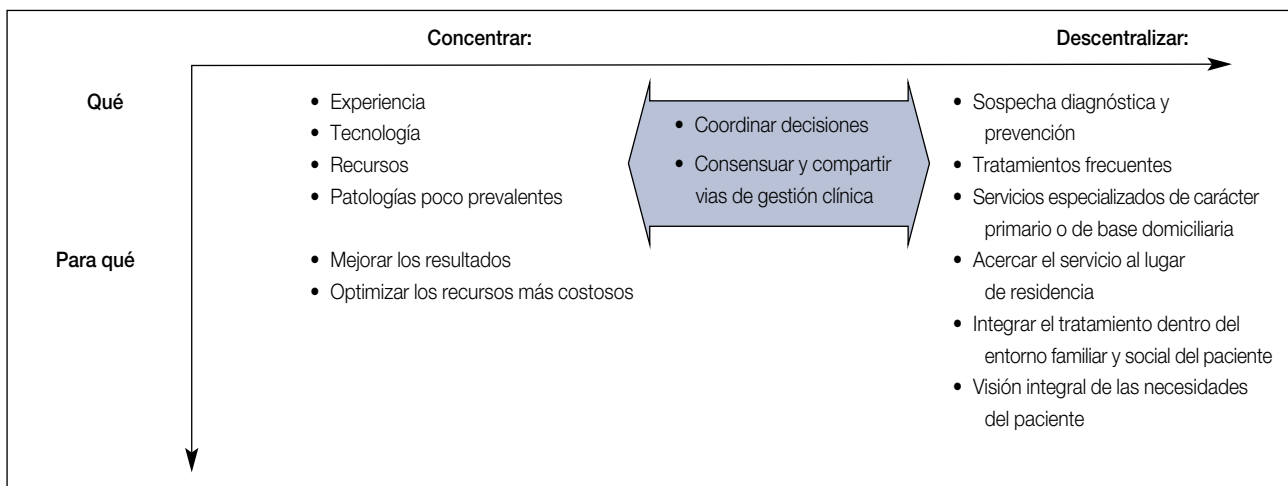 Concentrar:
Descentralizar:
Qué
• Experiencia
• Tecnología
• Recursos
• Patologías poco prevalentes
• Coordinar decisiones
• Consensuar y compartir
vias de gestión clínica
• Sospecha diagnóstica y
prevención
• Tratamientos frecuentes
• Servicios especializados de carácter
primario o de base domiciliaria
Para qué
• Mejorar los resultados
• Optimizar los recursos más costosos
• Acercar el servicio al lugar
de residencia
• Integrar el tratamiento dentro del
entorno familiar y social del paciente
• Visión integral de las necesidades
del paciente